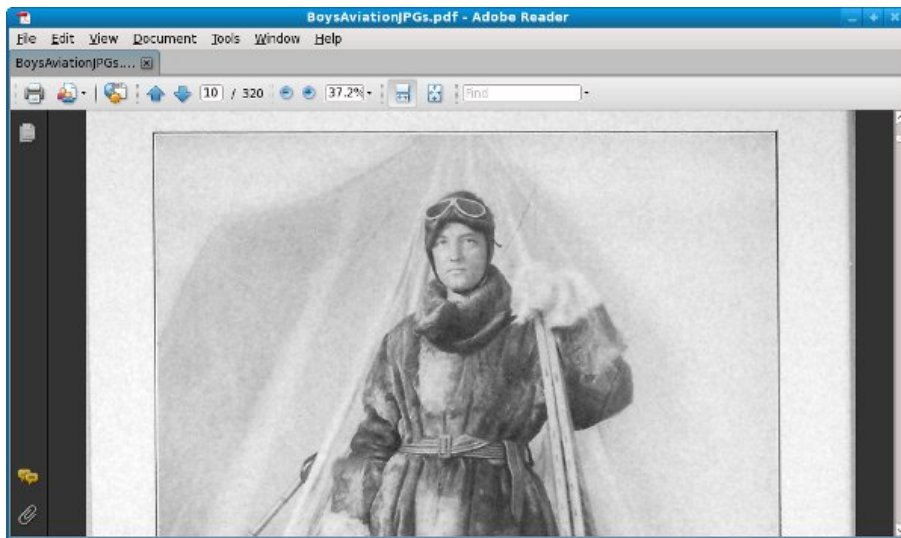 BoysAviationJPGs.pdf - Adobe Reader
File Edit View Document Tools Window Help
BoysAviationJPGs....
10 / 320 37.2% Find